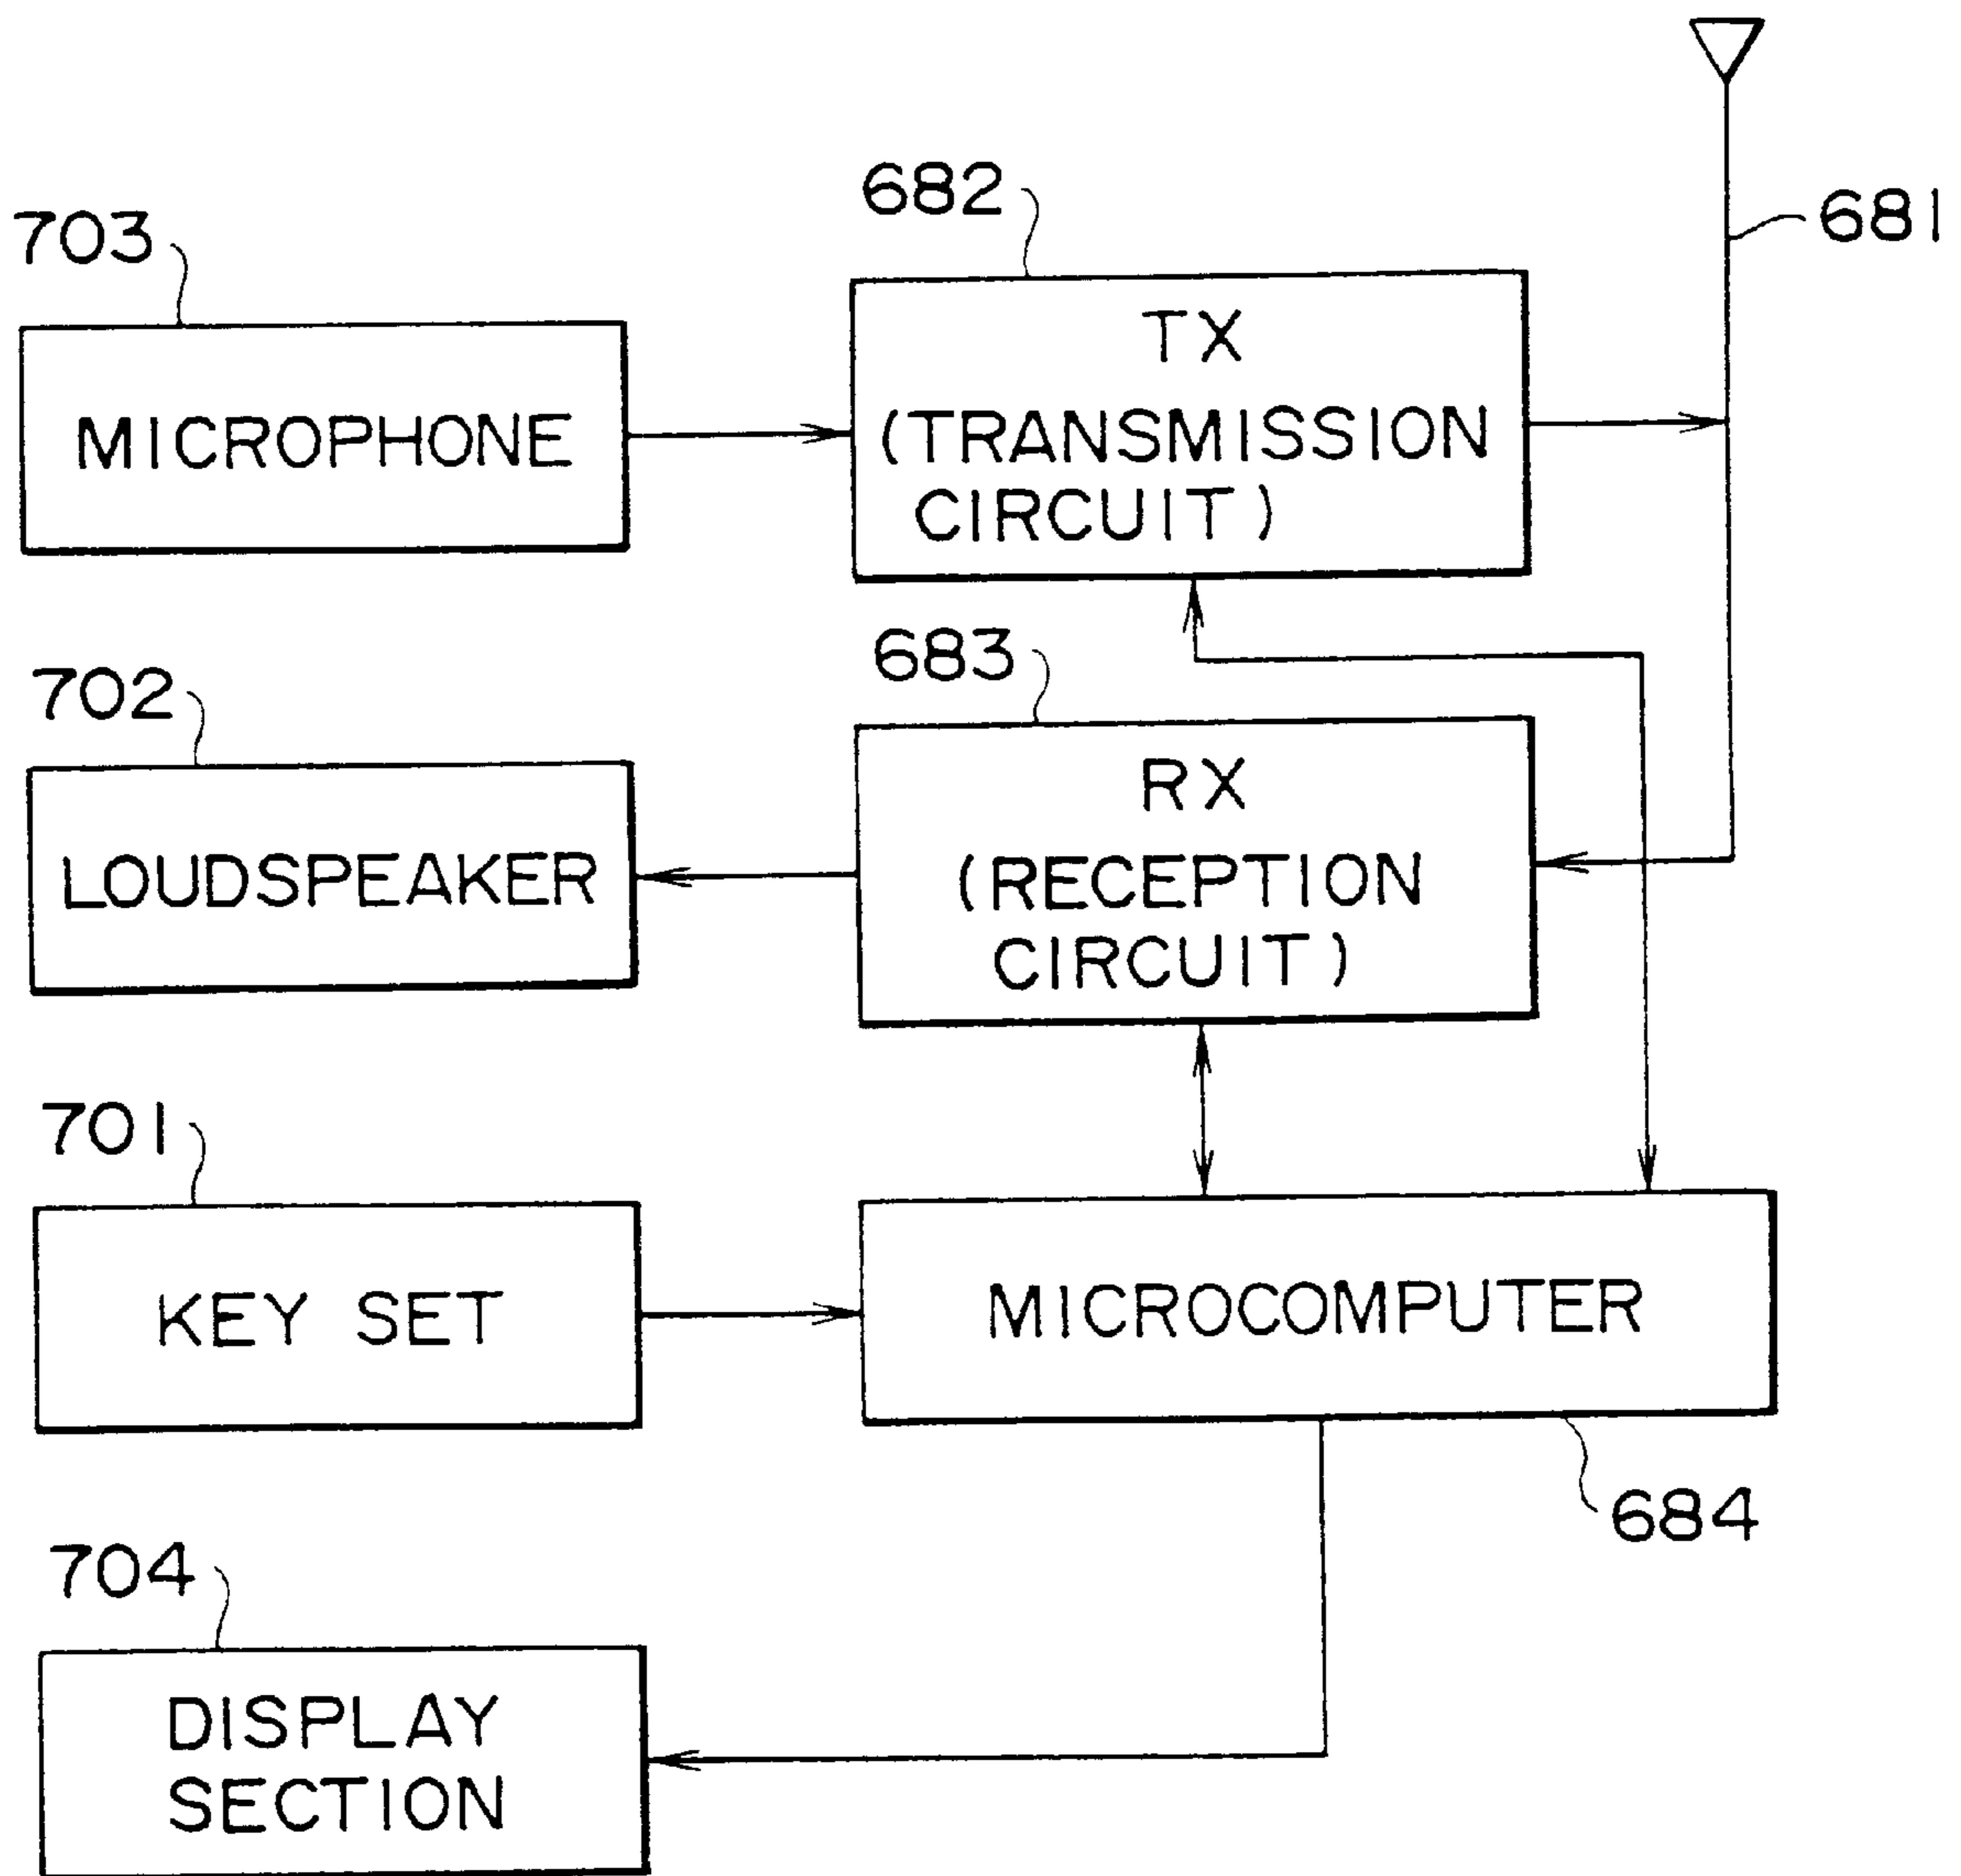 682
681
703
TX
(TRANSMISSION
CIRCUIT)
MICROPHONE
683
702
RX
(RECEPTION
CIRCUIT)
LOUDSPEAKER
701
KEY SET
MICROCOMPUTER
684
704
DISPLAY
SECTION